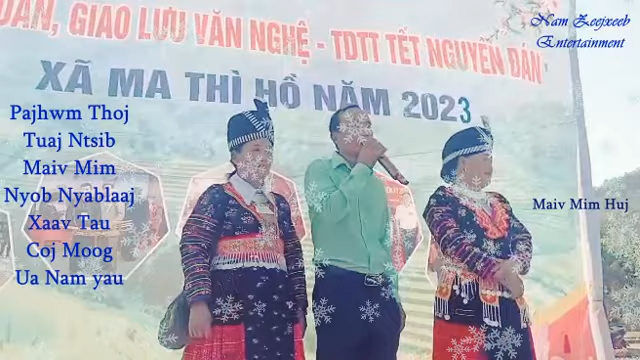 DÂN, GIAO LƯU VĂN NGHỆ - TDTT TẾT NGUYÊN ĐÁN
XÃ MA THÌ HỒ NĂM 2023
Nam Zeejxeeb
Entertainment
Pajhwm Thoj
Tuaj Ntsib
Maiv Mim
Nyob Nyablaaj
Xaav Tau
Coj Moog
Ua Nam yau
Maiv Mim Huj